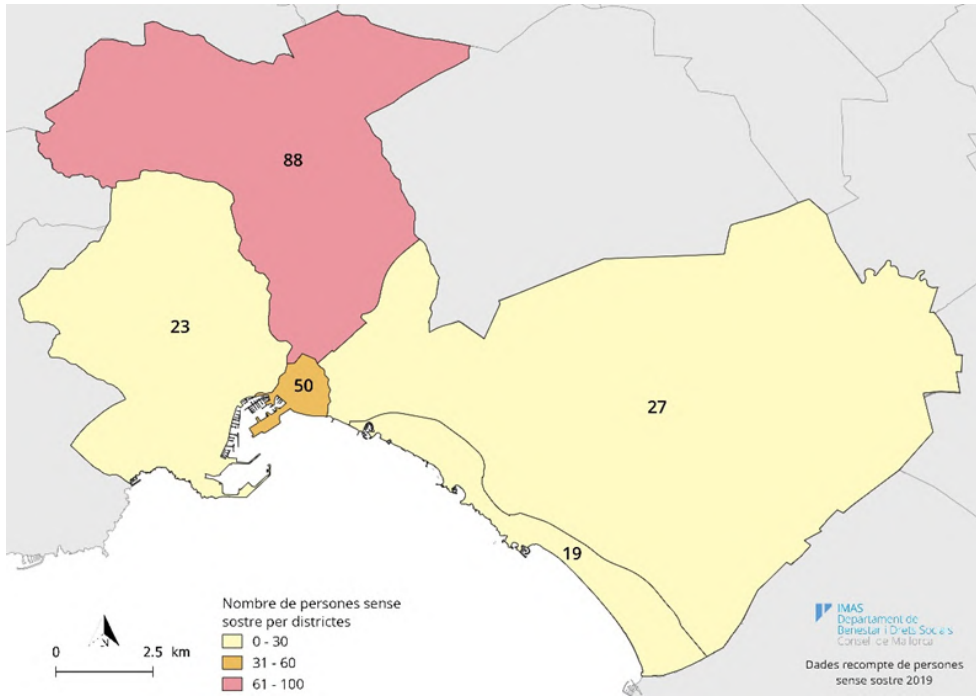 88
23
50
27
19
N
0 2.5 km
Nombre de persones sense
sostre per districtes
0 - 30
31 - 60
61 - 100
IMAS
Departament de
Benestar i Drets Socials
Consell de Mallorca
Dades recompte de persones
sense sostre 2019